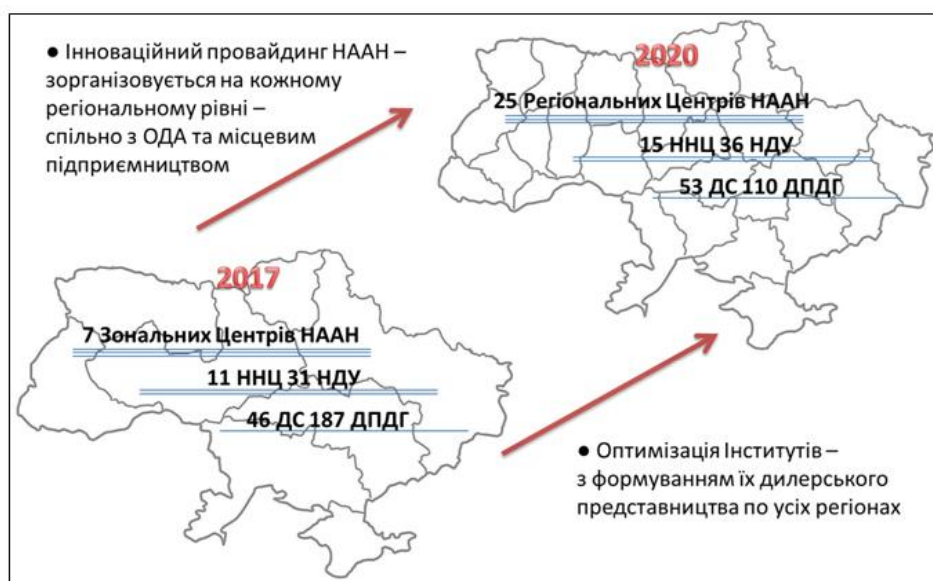 ● Інноваційний провайдинг НААН –
зорганізовується на кожному
регіональному рівні –
спільно з ОДА та місцевим
підприємництвом
2020
25 Регіональних Центрів НААН
15 ННЦ 36 НДУ
53 ДС 110 ДПДГ
2017
7 Зональних Центрів НААН
11 ННЦ 31 НДУ
46 ДС 187 ДПДГ
● Оптимізація Інститутів –
з формуванням їх дилерського
представництва по усіх регіонах